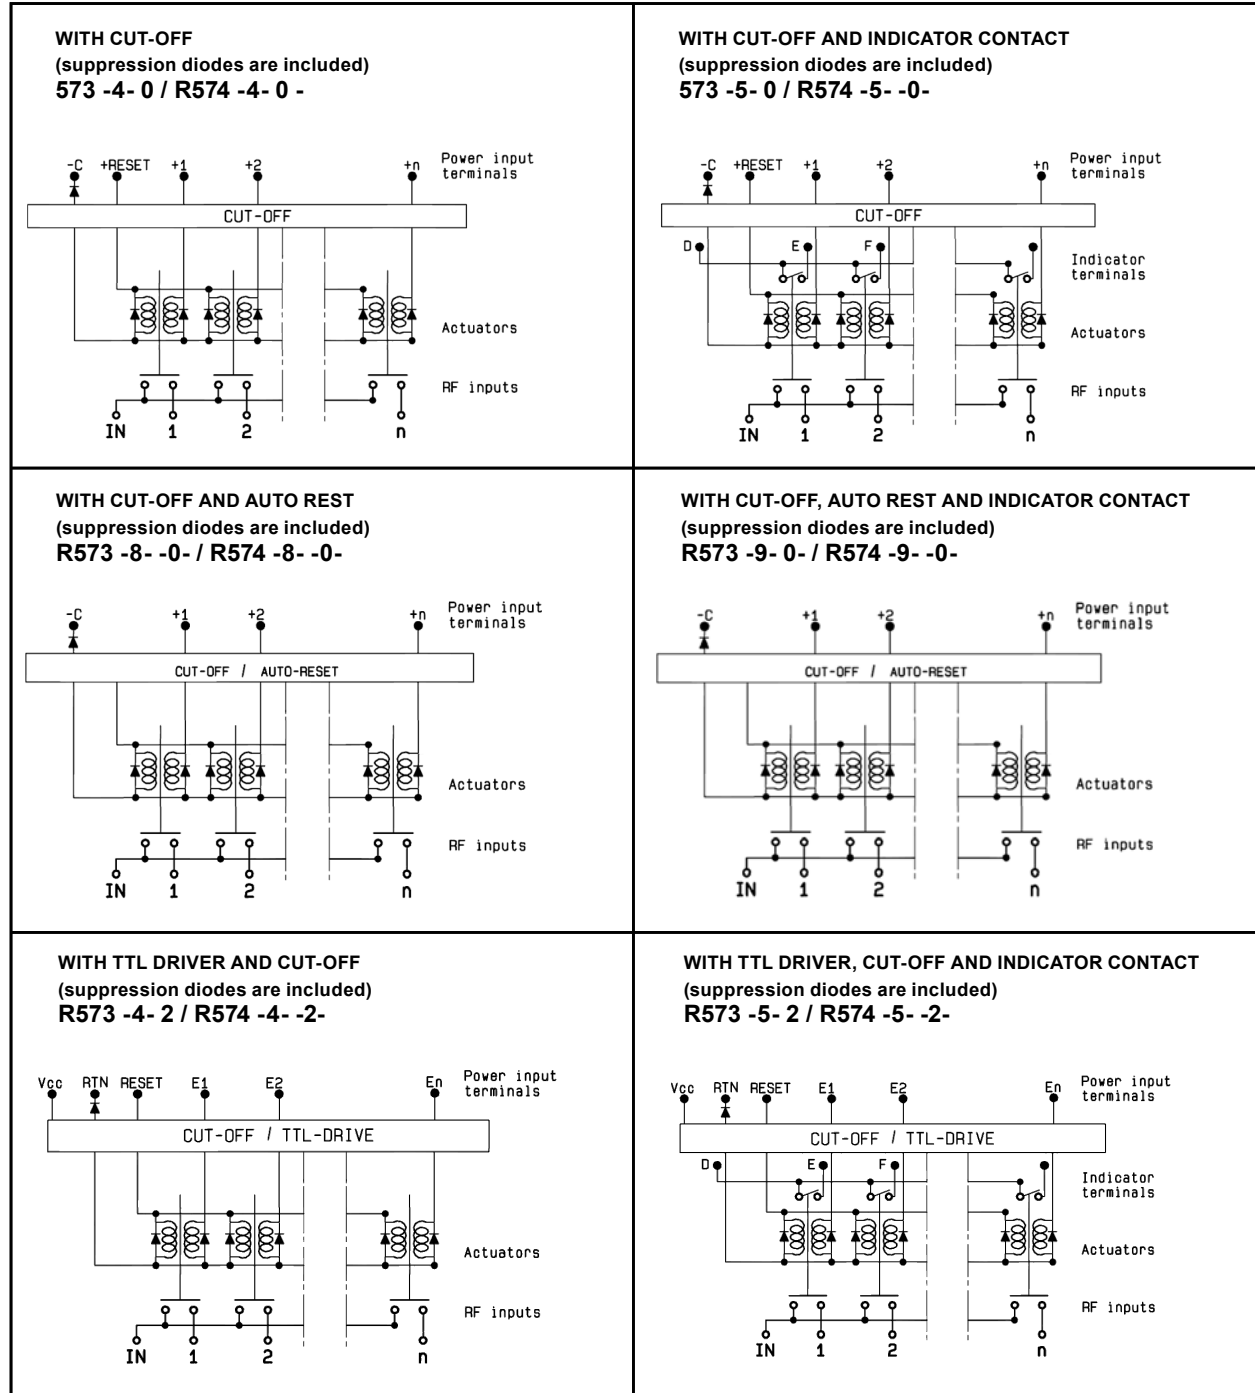 WITH CUT-OFF
(suppression diodes are included)
573 -4- 0 / R574 -4- 0 -
-C +RESET +1 +2 +n Power input
terminals
CUT-OFF
Actuators
RF inputs
IN 1 2 n
WITH CUT-OFF AND INDICATOR CONTACT
(suppression diodes are included)
573 -5- 0 / R574 -5- -0-
-C +RESET +1 +2 +n Power input
terminals
CUT-OFF
D E F Indicator
terminals
Actuators
RF inputs
IN 1 2 n
WITH CUT-OFF AND AUTO REST
(suppression diodes are included)
R573 -8- -0- / R574 -8- -0-
-C +1 +2 +n Power input
terminals
CUT-OFF / AUTO-RESET
Actuators
RF inputs
IN 1 2 n
WITH CUT-OFF, AUTO REST AND INDICATOR CONTACT
(suppression diodes are included)
R573 -9- 0- / R574 -9- -0-
-C +1 +2 +n Power input
terminals
CUT-OFF / AUTO-RESET
Actuators
RF inputs
IN 1 2 n
WITH TTL DRIVER AND CUT-OFF
(suppression diodes are included)
R573 -4- 2 / R574 -4- -2-
Vcc RTN RESET E1 E2 En Power input
terminals
CUT-OFF / TTL-DRIVE
Actuators
RF inputs
IN 1 2 n
WITH TTL DRIVER, CUT-OFF AND INDICATOR CONTACT
(suppression diodes are included)
R573 -5- 2 / R574 -5- -2-
Vcc RTN RESET E1 E2 En Power input
terminals
CUT-OFF / TTL-DRIVE
D E F Indicator
terminals
Actuators
RF inputs
IN 1 2 n